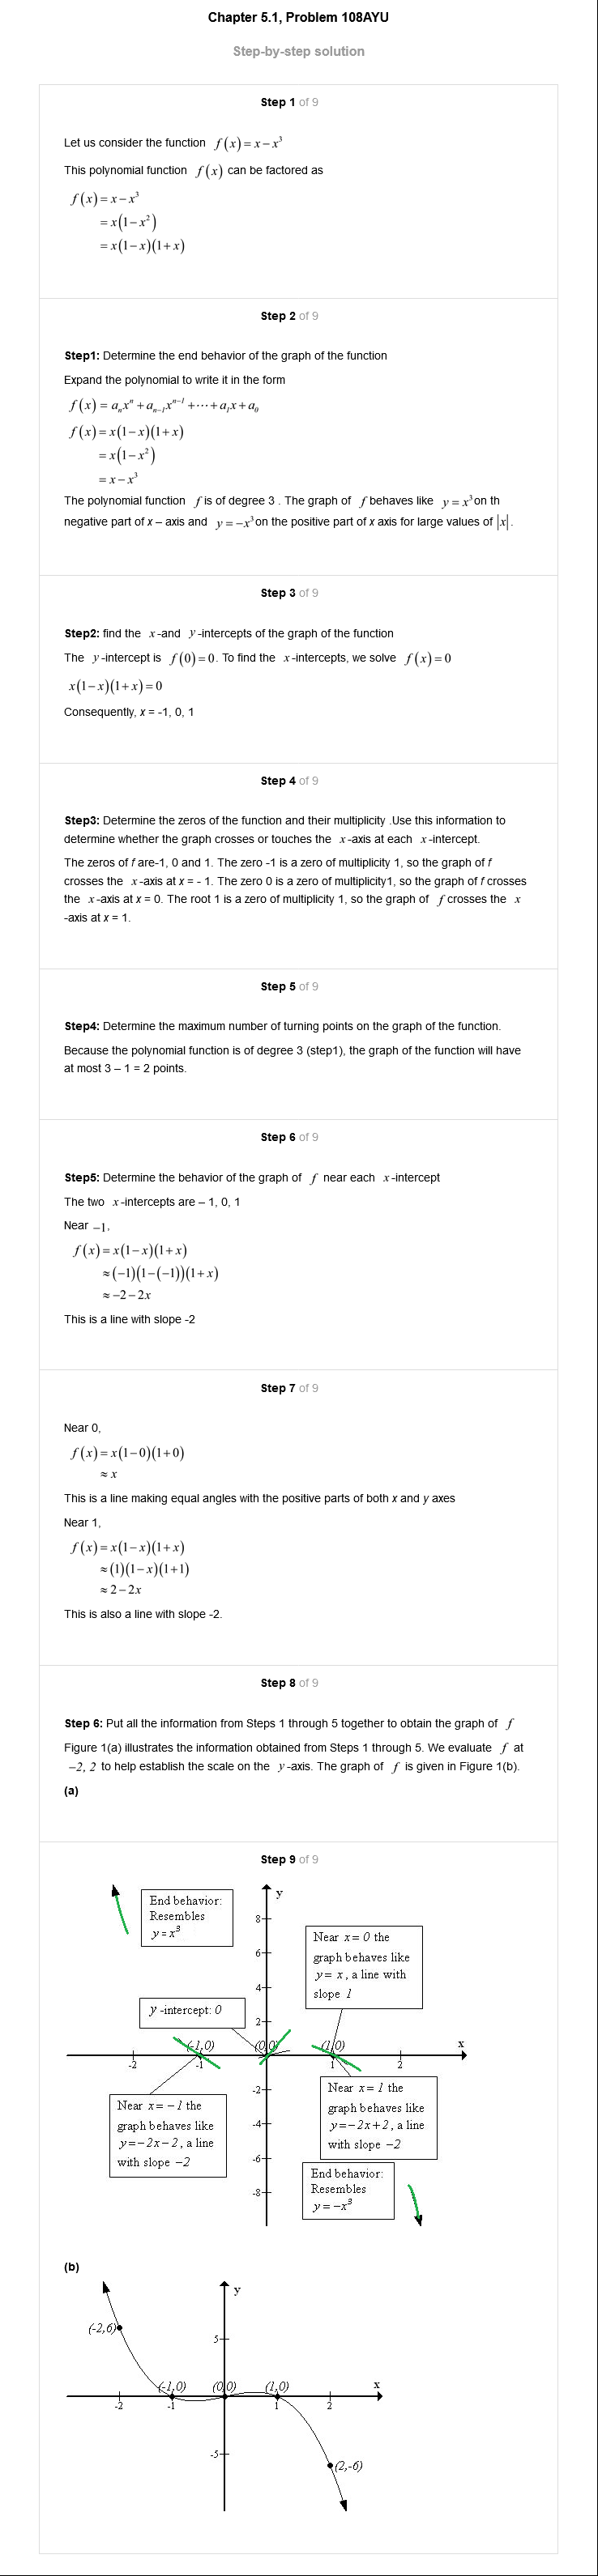 Chapter 5.1, Problem 108AYU
Step-by-step solution
Step 1 of 9
Let us consider the function f(x) = x − x³
This polynomial function f(x) can be factored as
f(x) = x − x³
= x(1 − x²)
= x(1 − x)(1 + x)
Step 2 of 9
Step1: Determine the end behavior of the graph of the function
Expand the polynomial to write it in the form
f(x) = aₙxⁿ + aₙ₋₁xⁿ⁻¹ + ⋯ + a₁x + a₀
f(x) = x(1 − x)(1 + x)
= x(1 − x²)
= x − x³
The polynomial function f is of degree 3 . The graph of f behaves like y = x³ on th
negative part of x – axis and y = −x³ on the positive part of x axis for large values of |x| .
Step 3 of 9
Step2: find the x -and y -intercepts of the graph of the function
The y -intercept is f(0) = 0. To find the x -intercepts, we solve f(x) = 0
x(1 − x)(1 + x) = 0
Consequently, x = -1, 0, 1
Step 4 of 9
Step3: Determine the zeros of the function and their multiplicity .Use this information to
determine whether the graph crosses or touches the x -axis at each x -intercept.
The zeros of f are-1, 0 and 1. The zero -1 is a zero of multiplicity 1, so the graph of f
crosses the x -axis at x = - 1. The zero 0 is a zero of multiplicity1, so the graph of f crosses
the x -axis at x = 0. The root 1 is a zero of multiplicity 1, so the graph of f crosses the x
-axis at x = 1.
Step 5 of 9
Step4: Determine the maximum number of turning points on the graph of the function.
Because the polynomial function is of degree 3 (step1), the graph of the function will have
at most 3 – 1 = 2 points.
Step 6 of 9
Step5: Determine the behavior of the graph of f near each x -intercept
The two x -intercepts are – 1, 0, 1
Near −1,
f(x) = x(1 − x)(1 + x)
≈ (−1)(1 − (−1))(1 + x)
≈ −2 − 2x
This is a line with slope -2
Step 7 of 9
Near 0,
f(x) = x(1 − 0)(1 + 0)
≈ x
This is a line making equal angles with the positive parts of both x and y axes
Near 1,
f(x) = x(1 − x)(1 + x)
≈ (1)(1 − x)(1 + 1)
≈ 2 − 2x
This is also a line with slope -2.
Step 8 of 9
Step 6: Put all the information from Steps 1 through 5 together to obtain the graph of f
Figure 1(a) illustrates the information obtained from Steps 1 through 5. We evaluate f at
−2, 2 to help establish the scale on the y -axis. The graph of f is given in Figure 1(b).
(a)
Step 9 of 9
End behavior:
Resembles
y = x³
y
8
6
4
2
Near x = 0 the
graph behaves like
y = x, a line with
slope 1
y -intercept: 0
(-1,0)
(0,0)
(1,0)
x
-2
-1
1
2
Near x = −1 the
graph behaves like
y = −2x − 2, a line
with slope −2
-2
-4
-6
-8
Near x = 1 the
graph behaves like
y = −2x + 2, a line
with slope −2
End behavior:
Resembles
y = −x³
(b)
y
(-2,6)
5
(-1,0)
(0,0)
(1,0)
x
-2
-1
1
2
-5
(2,-6)